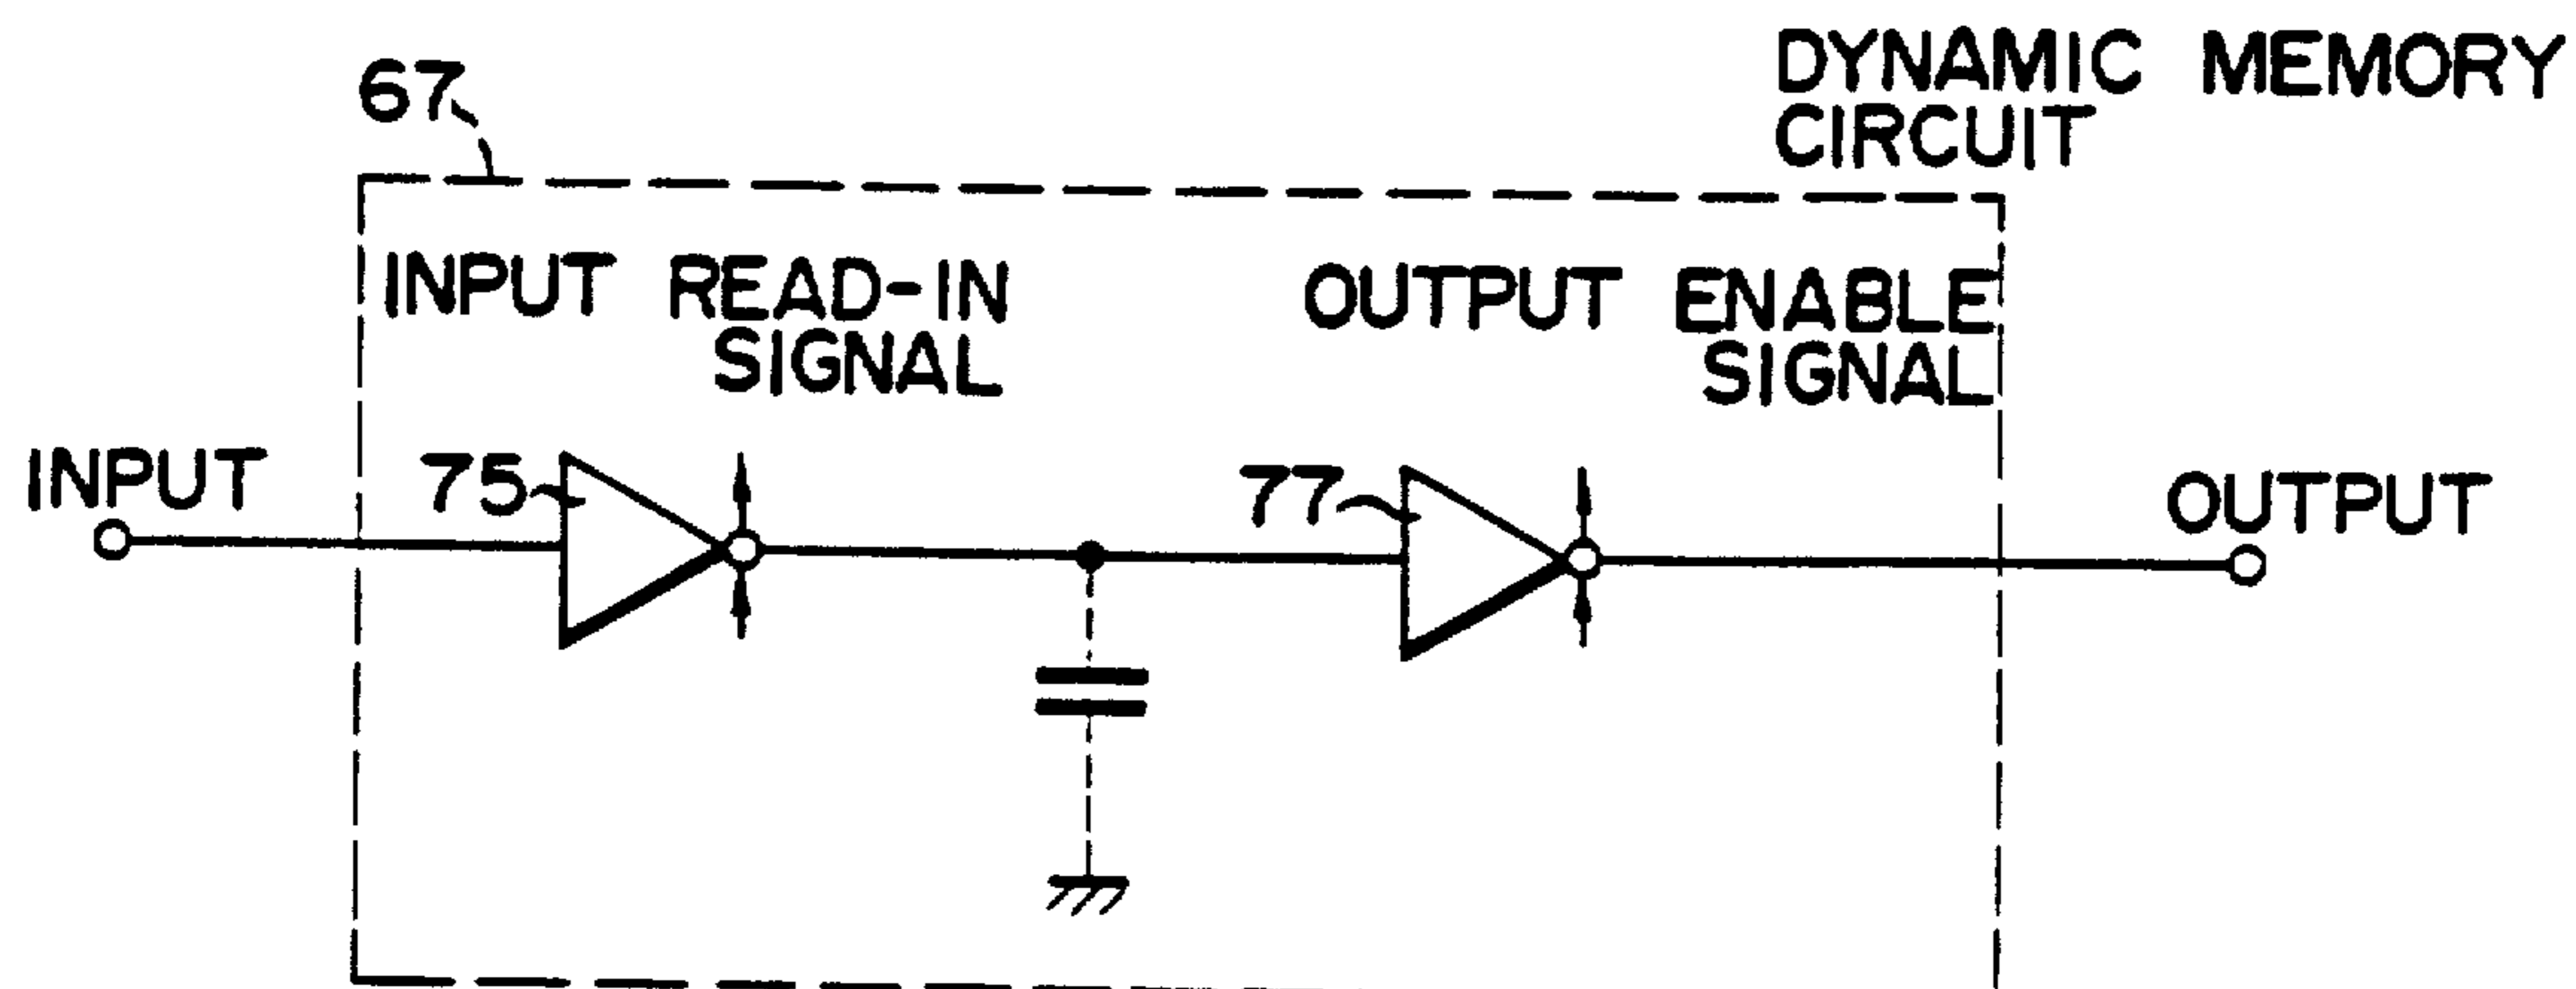 67
DYNAMIC MEMORY
CIRCUIT
INPUT READ-IN
SIGNAL
OUTPUT ENABLE
SIGNAL
INPUT
75
77
OUTPUT